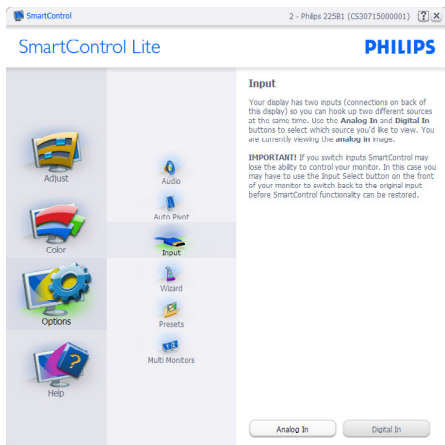 SmartControl
2 - Philips 225B1 (CS30715000001)
?
X
SmartControl Lite
PHILIPS
Adjust
Color
Options
?
Help
Audio
Auto Pivot
Input
Wizard
Presets
Multi Monitors
Input
Your display has two inputs (connections on back of
this display) so you can hook up two different sources
at the same time. Use the Analog In and Digital In
buttons to select which source you'd like to view. You
are currently viewing the analog in image.
IMPORTANT! If you switch inputs SmartControl may
lose the ability to control your monitor. In this case you
may have to use the Input Select button on the front
of your monitor to switch back to the original input
before SmartControl functionality can be restored.
Analog In
Digital In